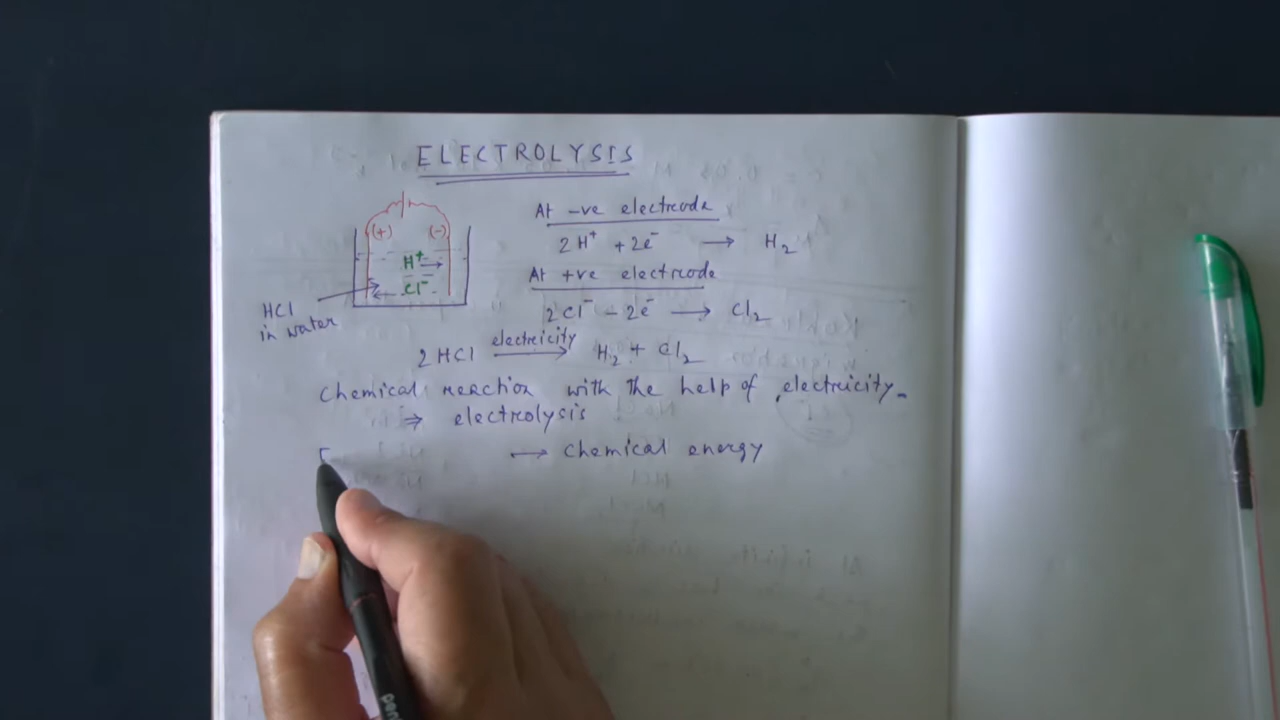 ELECTROLYSIS
(+) (-)
H⁺ →
Cl⁻
←
HCl
in water
At -ve electrode
2H⁺ + 2e⁻ → H₂
At +ve electrode
2Cl⁻ - 2e⁻ → Cl₂
2HCl electricity → H₂ + Cl₂
Chemical reaction with the help of electricity.
⇒ electrolysis
→ Chemical energy